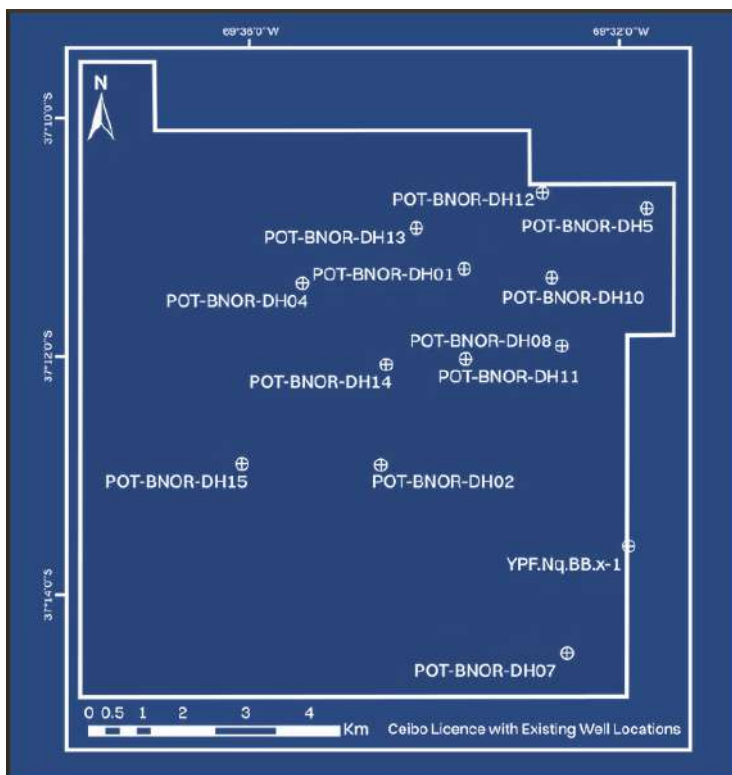 69°36'0"W
69°32'0"W
N
37°10'0"S
POT-BNOR-DH12
POT-BNOR-DH5
POT-BNOR-DH13
POT-BNOR-DH01
POT-BNOR-DH10
POT-BNOR-DH04
37°12'0"S
POT-BNOR-DH08
POT-BNOR-DH14
POT-BNOR-DH11
POT-BNOR-DH15
POT-BNOR-DH02
YPF.Nq.BB.x-1
37°14'0"S
POT-BNOR-DH07
0 0.5 1 2 3 4
Km
Ceibo Licence with Existing Well Locations